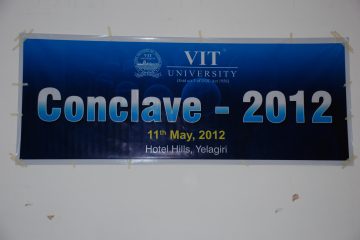 VIT
UNIVERSITY
Conclave - 2012
11th May, 2012
Hotel Hills, Yelagiri